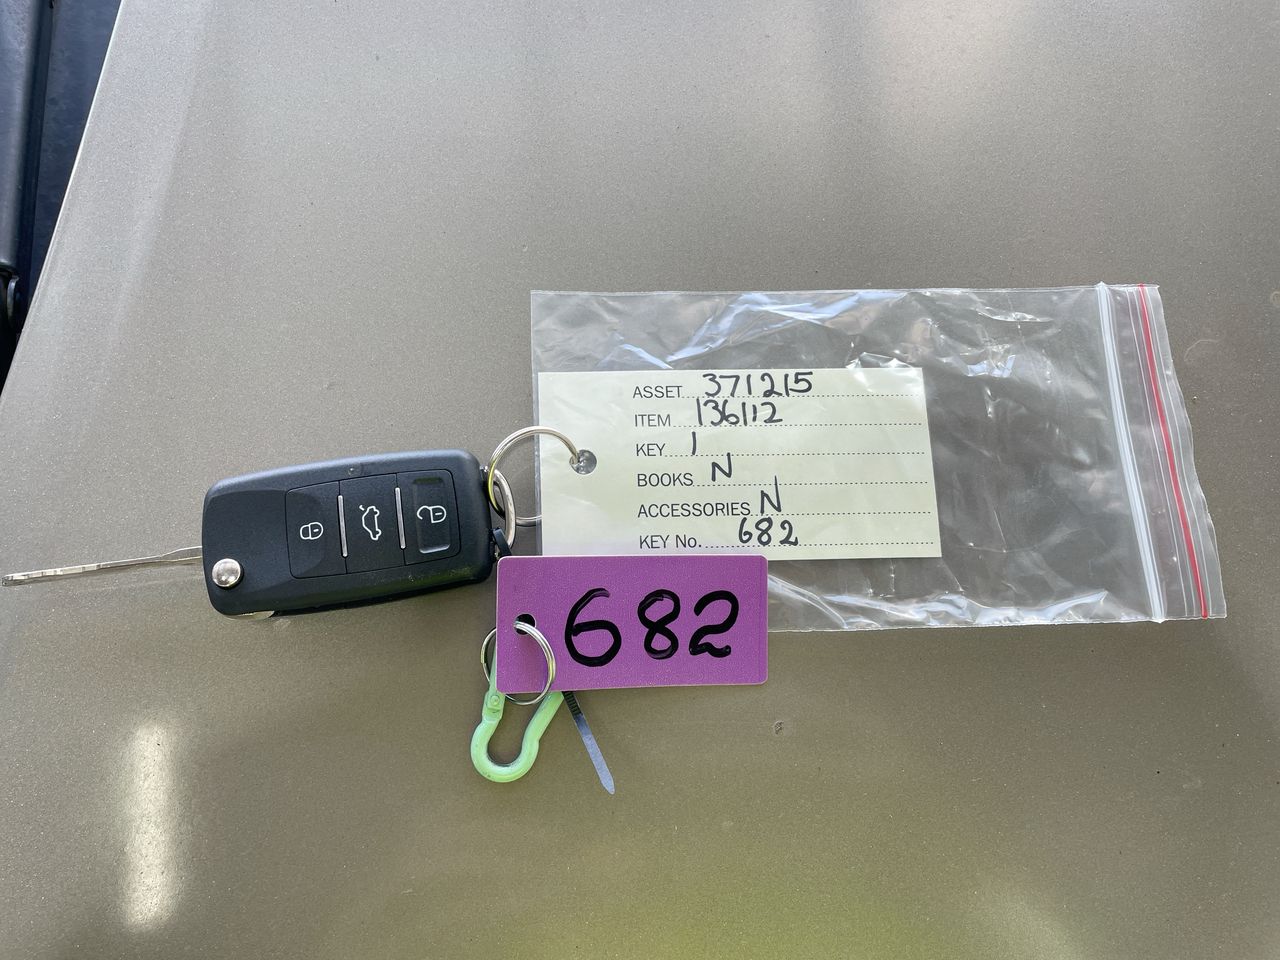 ASSET 371215
ITEM 136112
KEY 1
BOOKS N
ACCESSORIES N
KEY No. 682
682